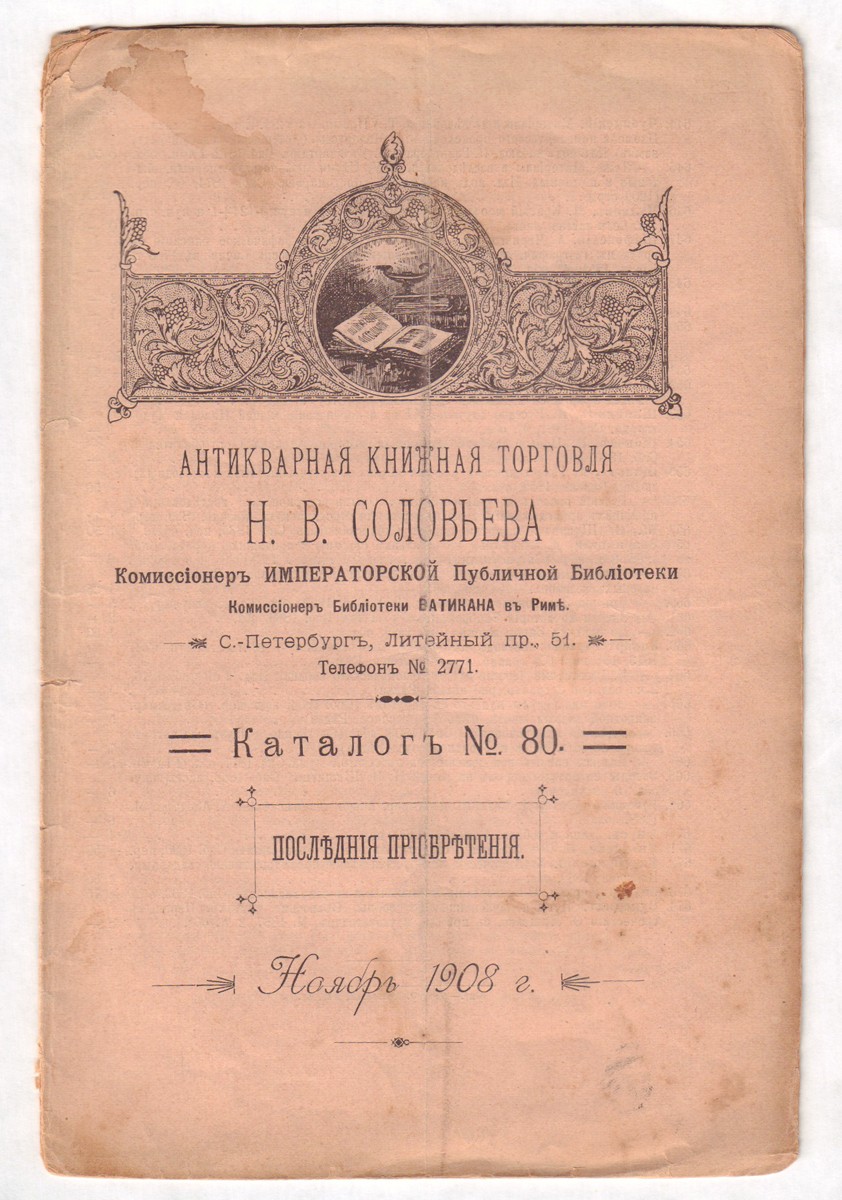 АНТИКВАРНАЯ КНИЖНАЯ ТОРГОВЛЯ
Н. В. СОЛОВЬЕВА
Комиссіонеръ ИМПЕРАТОРСКОЙ Публичной Библіотеки
Комиссіонеръ Библіотеки ВАТИКАНА въ Римѣ.
С.-Петербургъ, Литейный пр., 51.
Телефонъ № 2771.
Каталогъ №. 80.
ПОСЛѢДНІЯ ПРІОБРѢТЕНІЯ.
Ноябрь 1908 г.